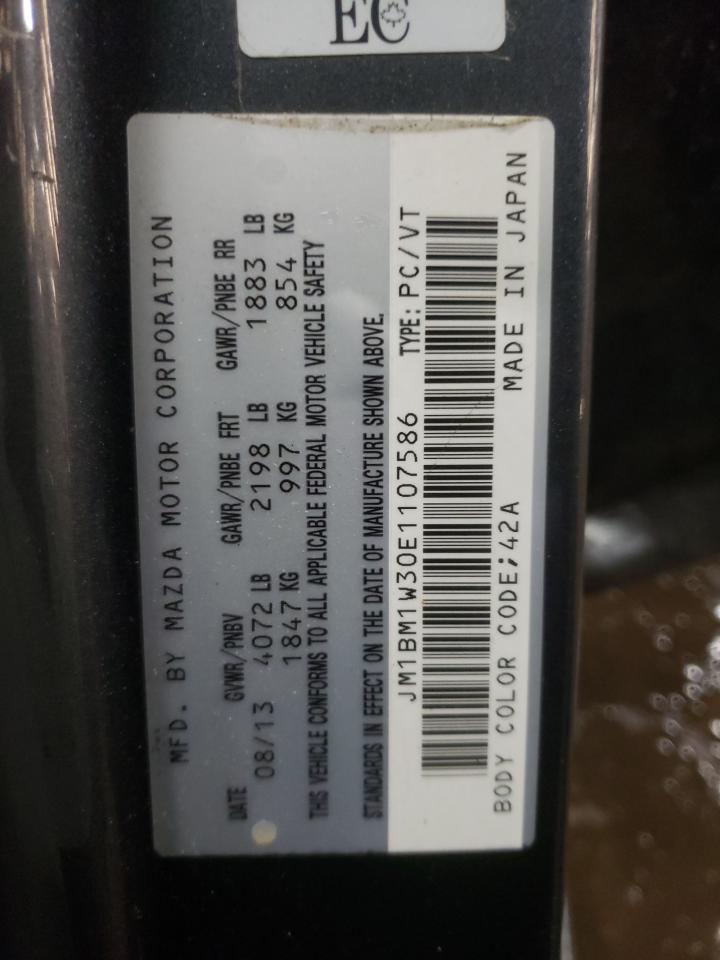 EC
MFD. BY MAZDA MOTOR CORPORATION
DATE GVWR/PNBV GAWR/PNBE FRT GAWR/PNBE RR
08/13 4072 LB 2198 LB 1883 LB
1847 KG 997 KG 854 KG
THIS VEHICLE CONFORMS TO ALL APPLICABLE FEDERAL MOTOR VEHICLE SAFETY
STANDARDS IN EFFECT ON THE DATE OF MANUFACTURE SHOWN ABOVE.
JM1BM1W30E1107586 TYPE: PC/VT
BODY COLOR CODE;42A MADE IN JAPAN